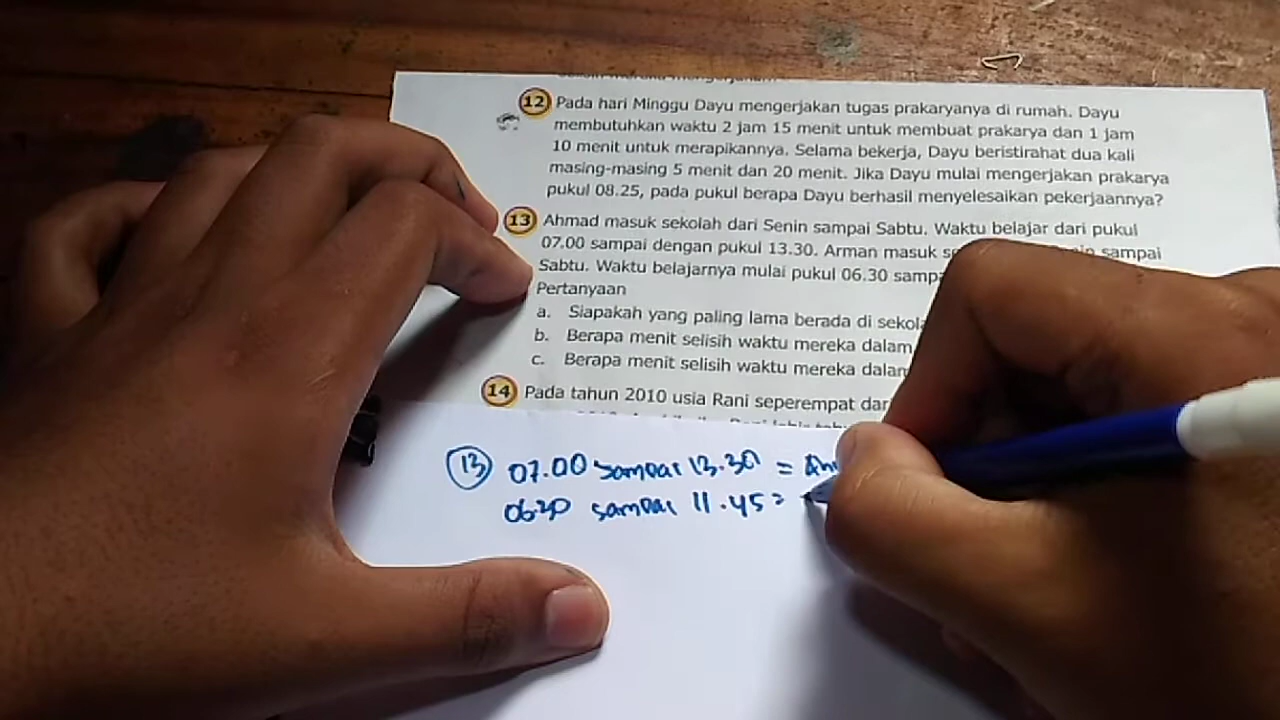 12 Pada hari Minggu Dayu mengerjakan tugas prakaryanya di rumah. Dayu
membutuhkan waktu 2 jam 15 menit untuk membuat prakarya dan 1 jam
10 menit untuk merapikannya. Selama bekerja, Dayu beristirahat dua kali
masing-masing 5 menit dan 20 menit. Jika Dayu mulai mengerjakan prakarya
pukul 08.25, pada pukul berapa Dayu berhasil menyelesaikan pekerjaannya?
13 Ahmad masuk sekolah dari Senin sampai Sabtu. Waktu belajar dari pukul
07.00 sampai dengan pukul 13.30. Arman masuk sampai
Sabtu. Waktu belajarnya mulai pukul 06.30
Pertanyaan
a. Siapakah yang paling lama berada di
b. Berapa menit selisih waktu mereka dalam
c. Berapa menit selisih waktu mereka
14 Pada tahun 2010 usia Rani seperempat
13 07.00 sampai 13.30 =
06.30 sampai 11.45 =